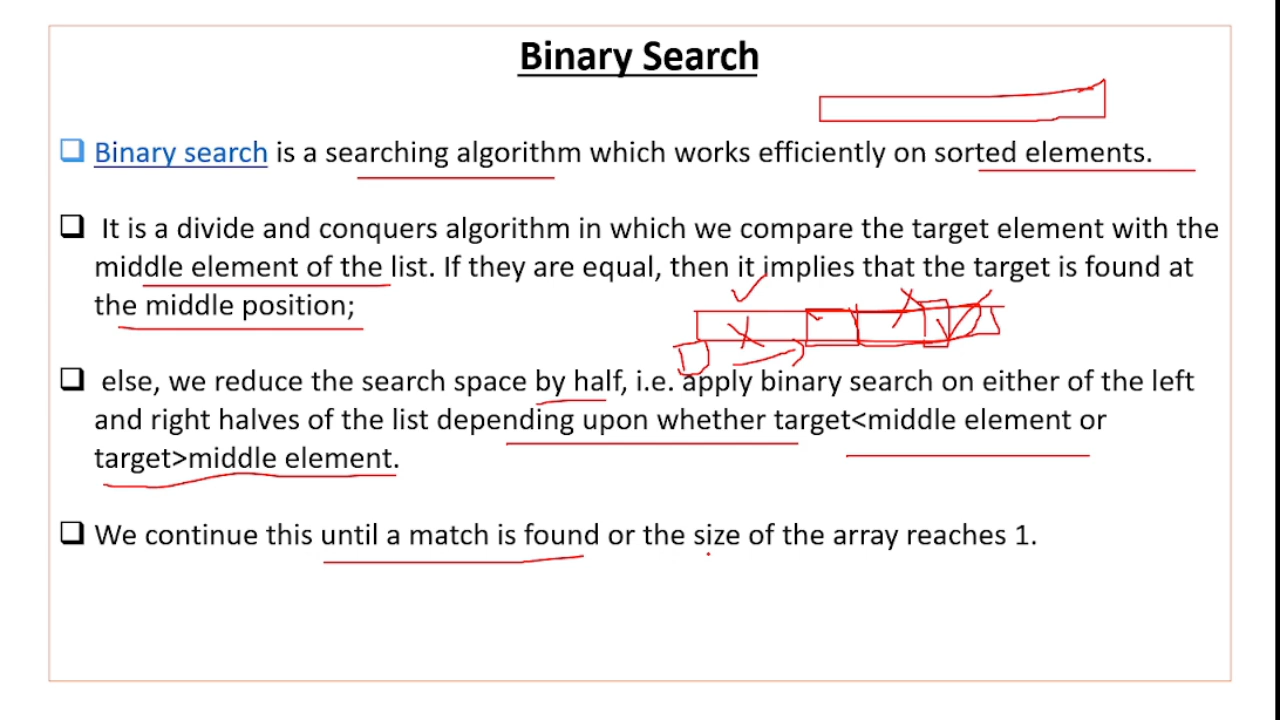 Binary Search
Binary search is a searching algorithm which works efficiently on sorted elements.
It is a divide and conquers algorithm in which we compare the target element with the
middle element of the list. If they are equal, then it implies that the target is found at
the middle position;
else, we reduce the search space by half, i.e. apply binary search on either of the left
and right halves of the list depending upon whether target<middle element or
target>middle element.
We continue this until a match is found or the size of the array reaches 1.